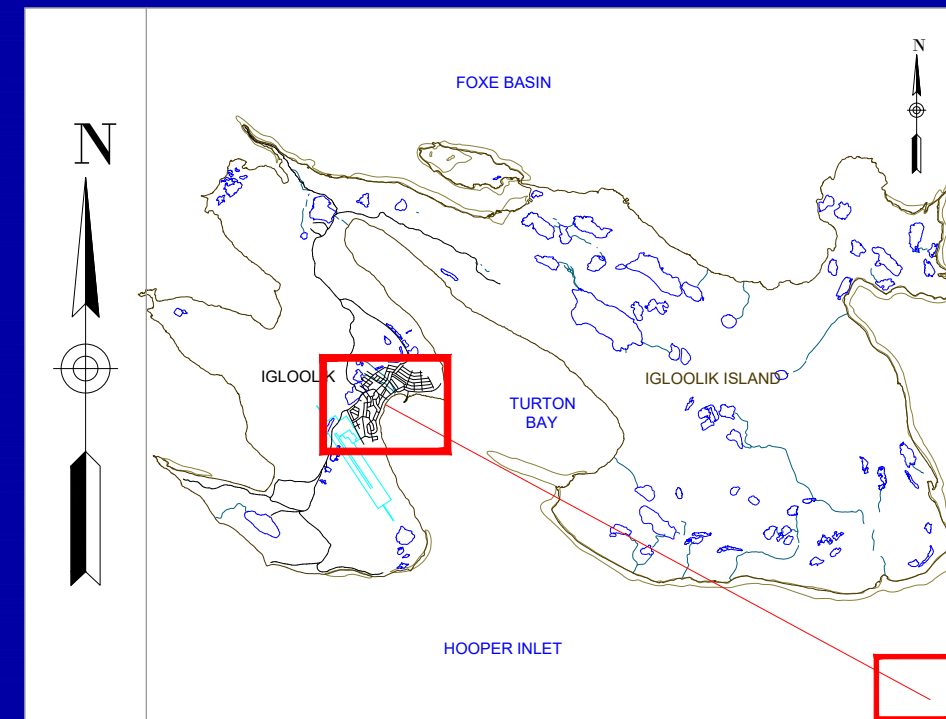 N
FOXE BASIN
N
IGLOOLIK
IGLOOLIK ISLAND
TURTON
BAY
HOOPER INLET